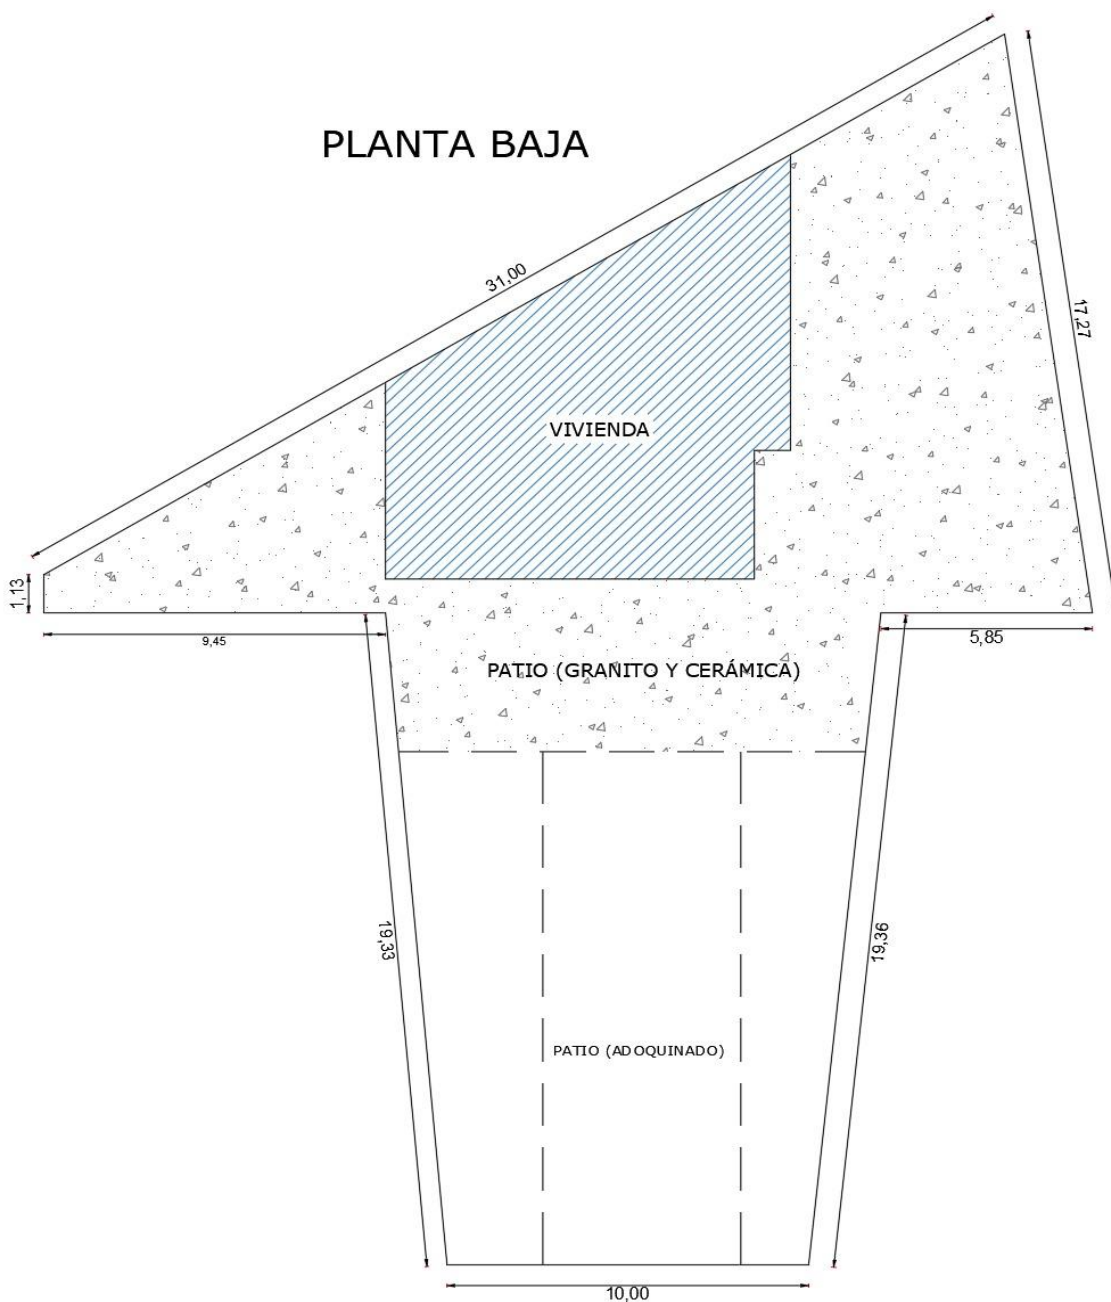 PLANTA BAJA
31,00
17,27
VIVIENDA
1,13
9,45
5,85
PATIO (GRANITO Y CERÁMICA)
19,33
19,36
PATIO (ADOQUINADO)
10,00